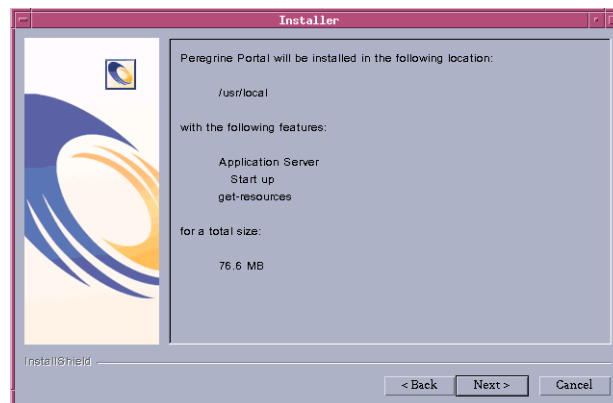 Installer
Peregrine Portal will be installed in the following location:
/usr/local
with the following features:
Application Server
Start up
get-resources
for a total size:
76.6 MB
InstallShield
< Back Next > Cancel